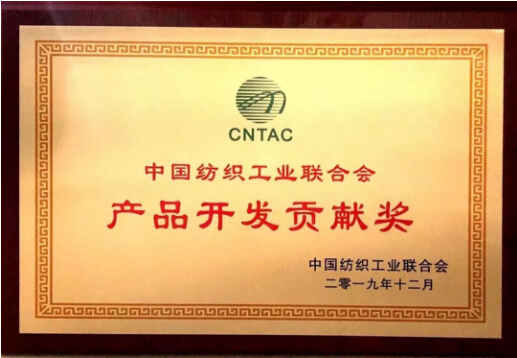 CNTAC
中国纺织工业联合会
产品开发贡献奖
中国纺织工业联合会
二零一九年十二月